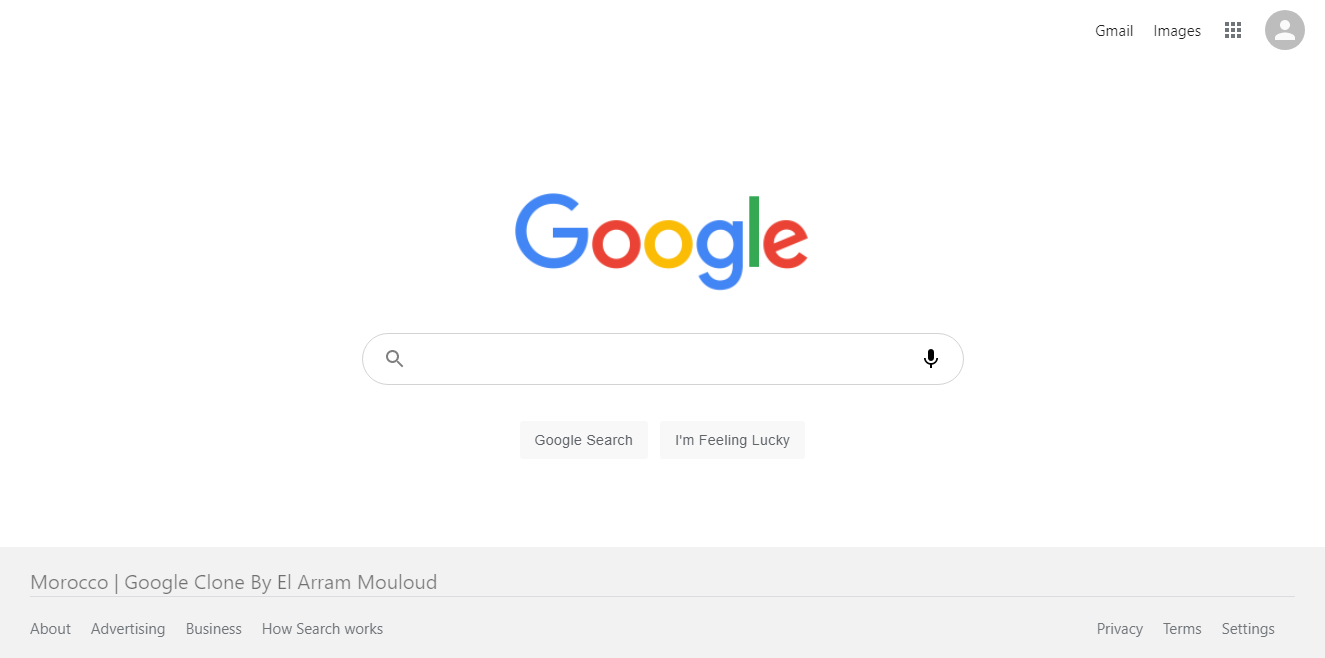 Gmail Images
Google
Google Search I'm Feeling Lucky
Morocco | Google Clone By El Arram Mouloud
About Advertising Business How Search works Privacy Terms Settings